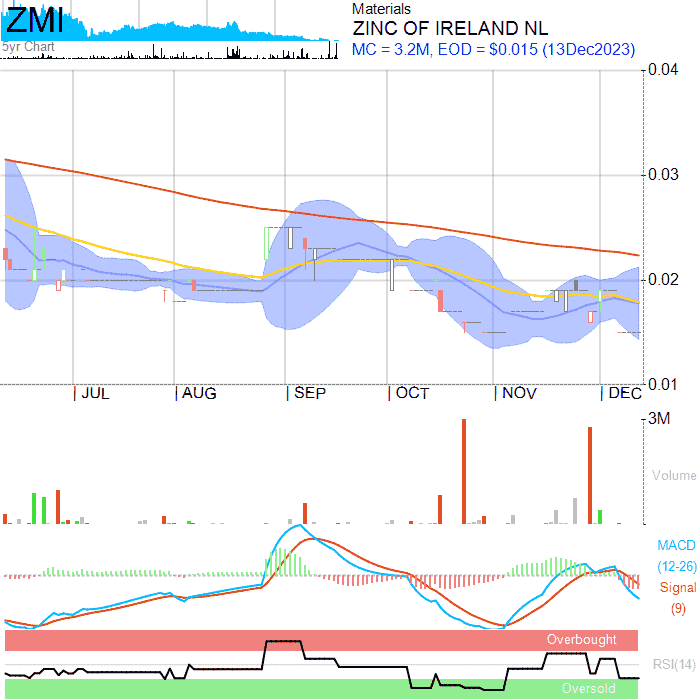 ZMI
5yr Chart
Materials
ZINC OF IRELAND NL
MC = 3.2M, EOD = $0.015 (13Dec2023)
0.04
0.03
0.02
0.01
JUL
AUG
SEP
OCT
NOV
DEC
3M
Volume
MACD
(12-26)
Signal
(9)
Overbought
RSI(14)
Oversold